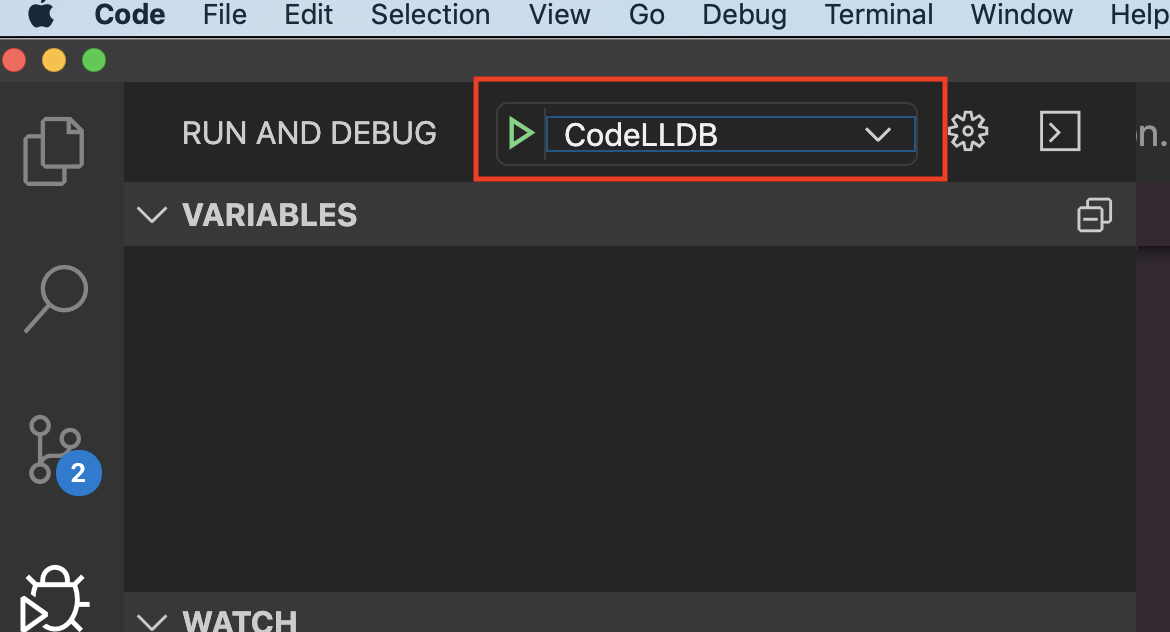 Code File Edit Selection View Go Debug Terminal Window Help
RUN AND DEBUG CodeLLDB
n.
VARIABLES
2
WATCH